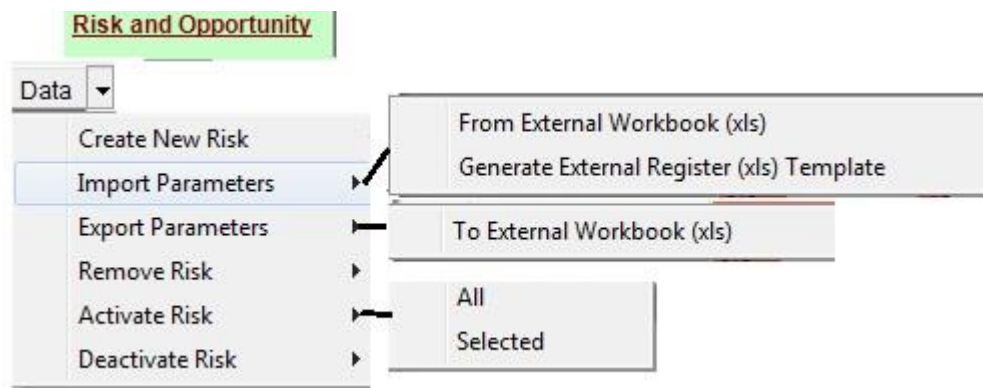 Risk and Opportunity
Data
Create New Risk
Import Parameters
Export Parameters
Remove Risk
Activate Risk
Deactivate Risk
From External Workbook (xls)
Generate External Register (xls) Template
To External Workbook (xls)
All
Selected